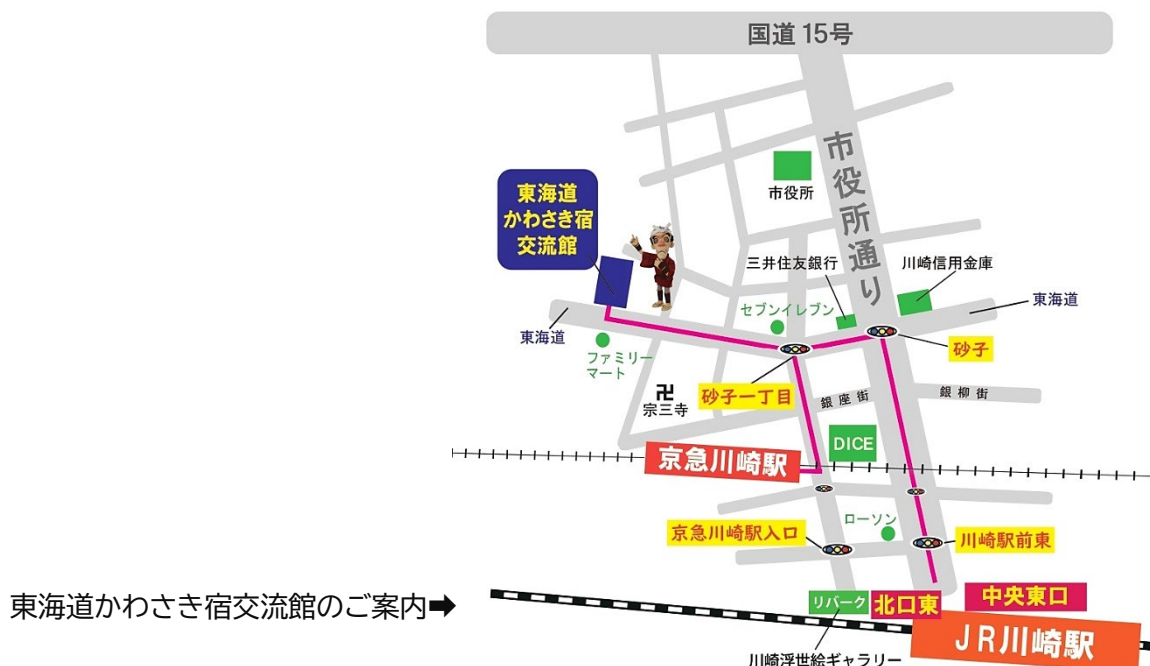 国道15号
市役所通り
市役所
東海道
かわさき宿
交流館
三井住友銀行
川崎信用金庫
セブンイレブン
東海道
東海道
ファミリー
マート
砂子
砂子一丁目
卍
宗三寺
銀座街
銀柳街
DICE
京急川崎駅
ローソン
京急川崎駅入口
川崎駅前東
東海道かわさき宿交流館のご案内➡
リバーク
北口東
中央東口
JR川崎駅
川崎浮世絵ギャラリー